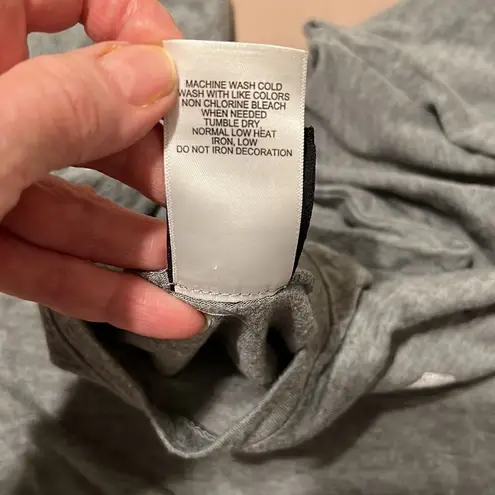 MACHINE WASH COLD
WASH WITH LIKE COLORS
NON CHLORINE BLEACH
WHEN NEEDED
TUMBLE DRY,
NORMAL LOW HEAT
IRON, LOW
DO NOT IRON DECORATION